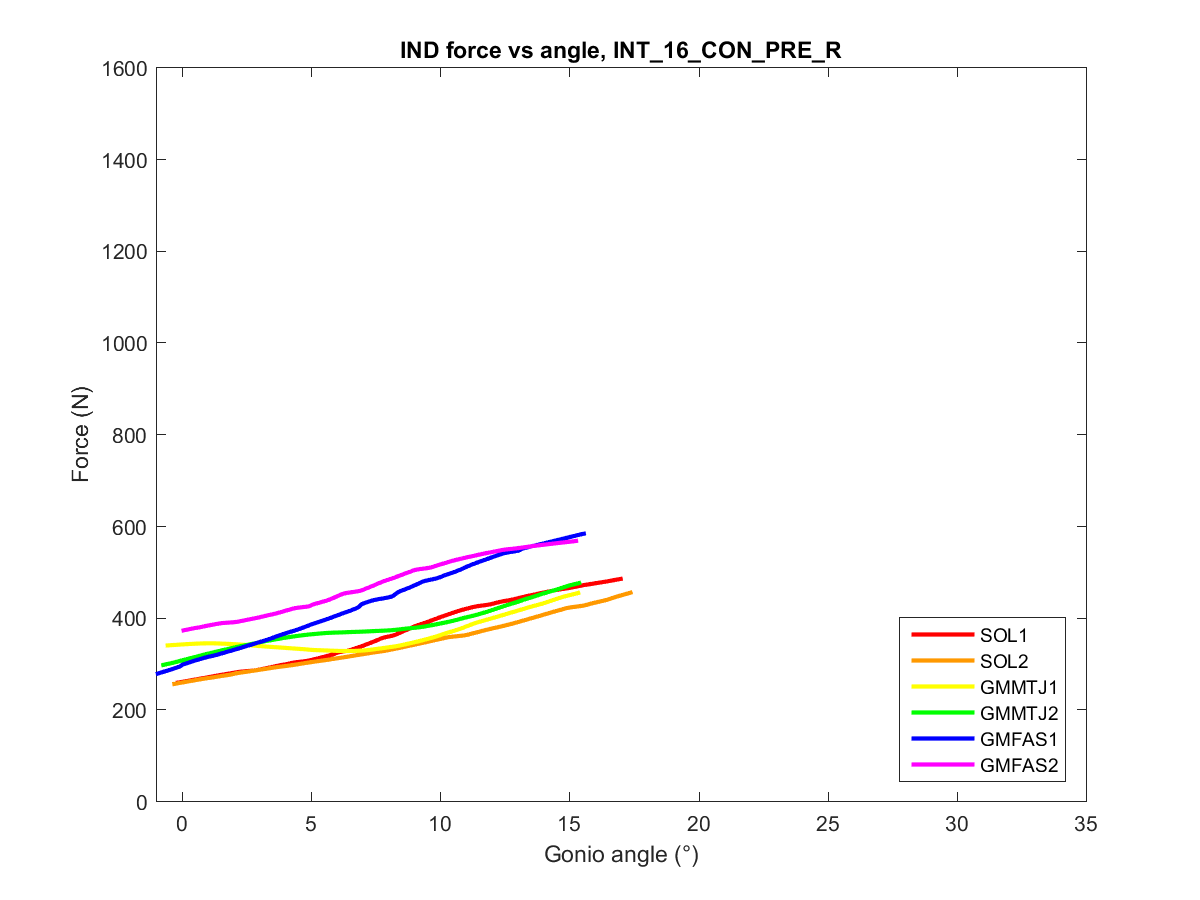 IND force vs angle, INT_16_CON_PRE_R
1600
1400
1200
1000
800
600
400
200
0
Force (N)
0 5 10 15 20 25 30 35
Gonio angle (°)
SOL1
SOL2
GMMTJ1
GMMTJ2
GMFAS1
GMFAS2